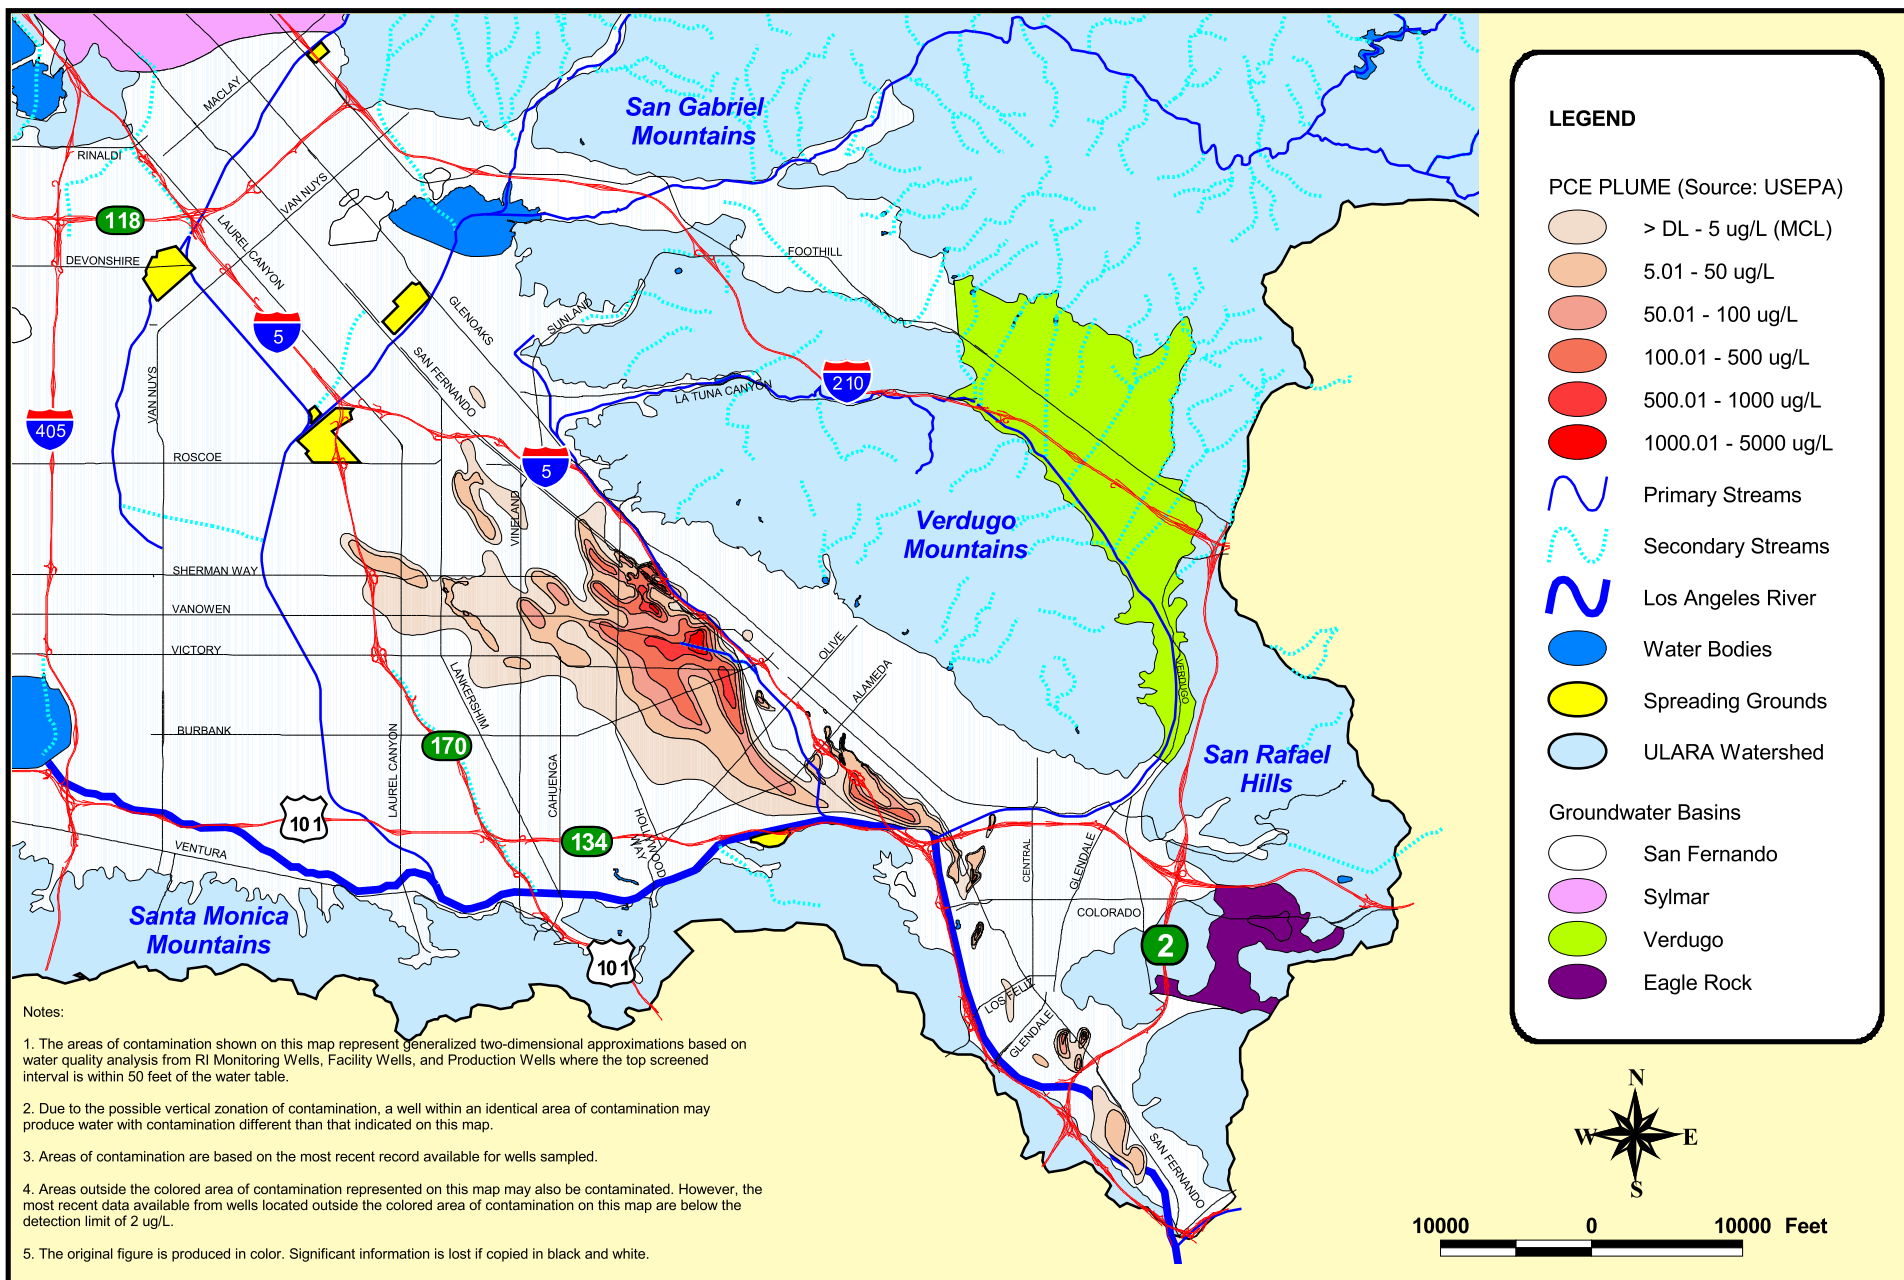 San Gabriel
Mountains
MACLAY
RINALDI
VAN NUYS
118
LAUREL CANYON
DEVONSHIRE
FOOTHILL
GLENOAKS
SUNLAND
5
SAN FERNANDO
VAN NUYS
LA TUNA CANYON
210
405
ROSCOE
5
VINELAND
Verdugo
Mountains
SHERMAN WAY
VANOWEN
VICTORY
OLIVE
ALAMEDA
VERDUGO
LANKERSHIM
BURBANK
170
LAUREL CANYON
CAHUENGA
San Rafael
Hills
101
134
HOLLYWOOD
WAY
VENTURA
CENTRAL
GLENDALE
COLORADO
Santa Monica
Mountains
2
101
LOS FELIZ
GLENDALE
SAN FERNANDO
Notes:
1. The areas of contamination shown on this map represent generalized two-dimensional approximations based on
water quality analysis from RI Monitoring Wells, Facility Wells, and Production Wells where the top screened
interval is within 50 feet of the water table.
2. Due to the possible vertical zonation of contamination, a well within an identical area of contamination may
produce water with contamination different than that indicated on this map.
3. Areas of contamination are based on the most recent record available for wells sampled.
4. Areas outside the colored area of contamination represented on this map may also be contaminated. However, the
most recent data available from wells located outside the colored area of contamination on this map are below the
detection limit of 2 ug/L.
5. The original figure is produced in color. Significant information is lost if copied in black and white.
LEGEND
PCE PLUME (Source: USEPA)
> DL - 5 ug/L (MCL)
5.01 - 50 ug/L
50.01 - 100 ug/L
100.01 - 500 ug/L
500.01 - 1000 ug/L
1000.01 - 5000 ug/L
Primary Streams
Secondary Streams
Los Angeles River
Water Bodies
Spreading Grounds
ULARA Watershed
Groundwater Basins
San Fernando
Sylmar
Verdugo
Eagle Rock
N
W E
S
10000 0 10000 Feet